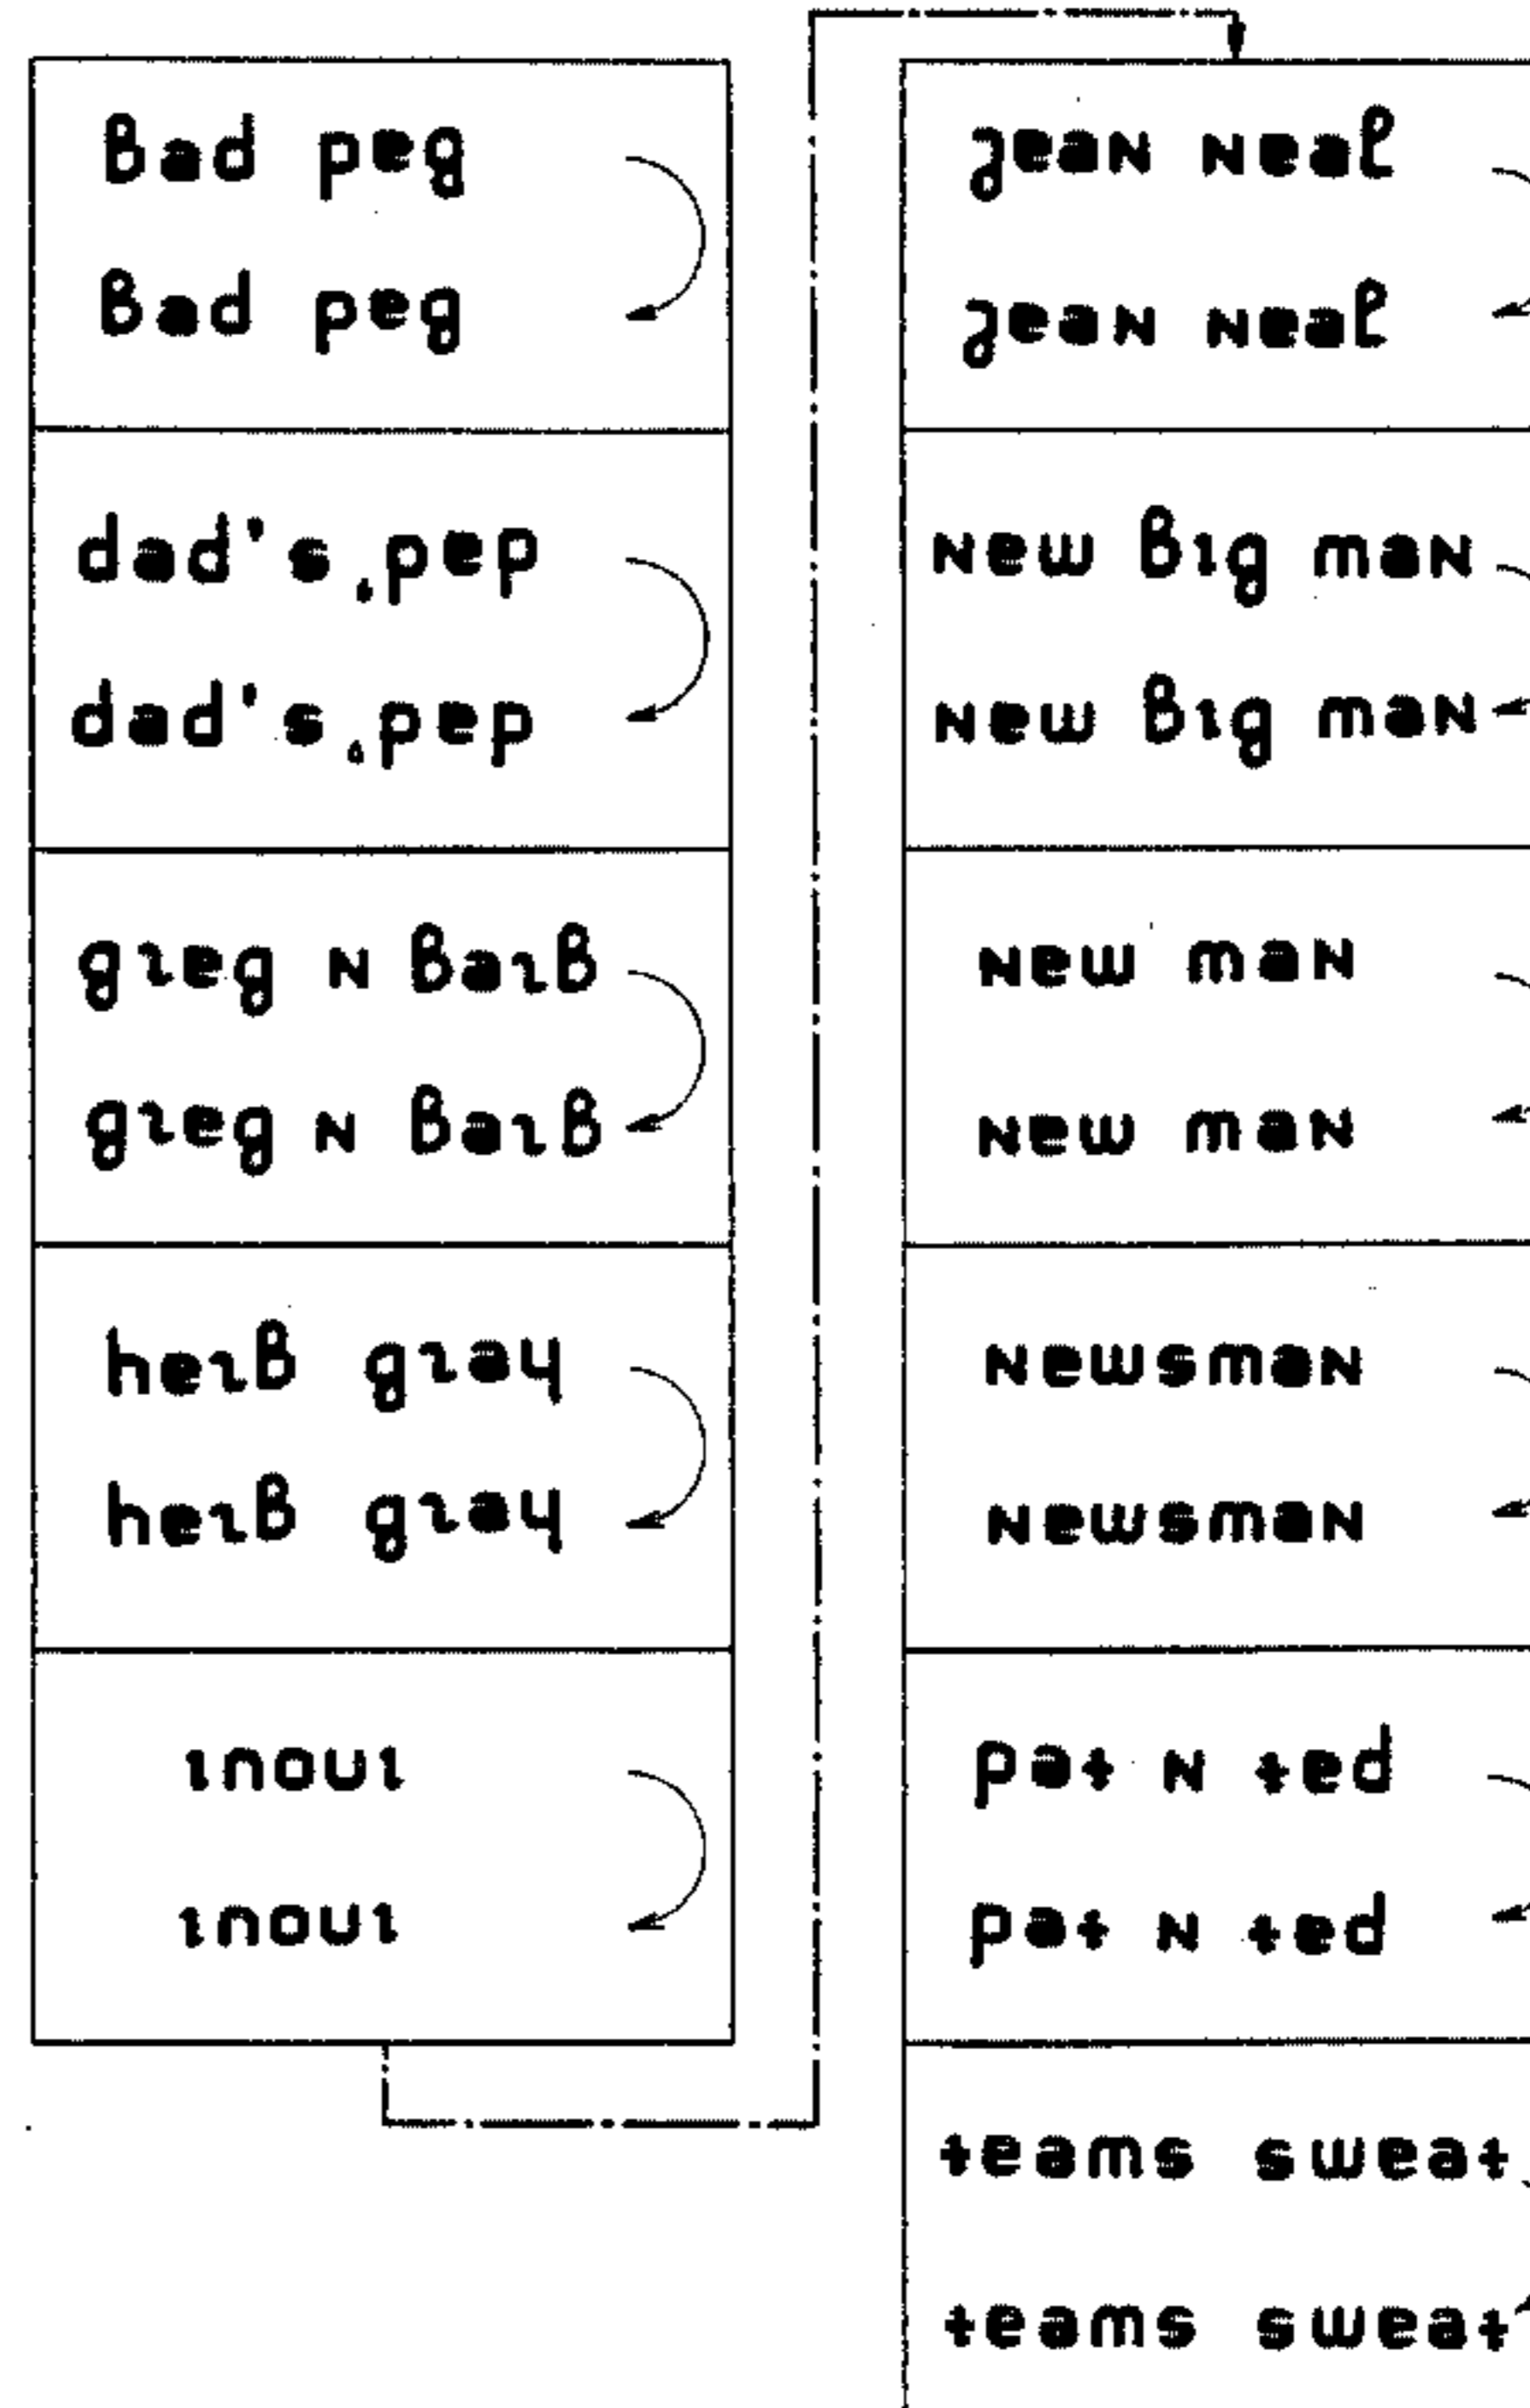 bad peg
bad peg
dad's,pep
dad's,pep
greg n barb
greg n barb
herb gray
herb gray
inoui
inoui
jean neal
jean neal
new big man
new big man
new man
new man
newsman
newsman
pat n ted
pat n ted
teams sweat
teams sweat